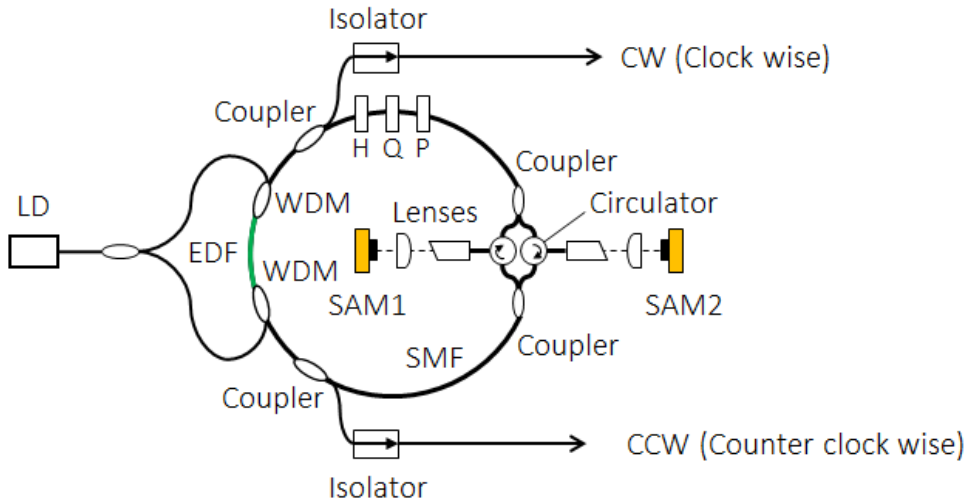 Isolator
CW (Clock wise)
Coupler
H Q P
Coupler
WDM
Lenses
Circulator
LD
EDF
WDM
SAM1
SAM2
SMF
Coupler
Coupler
CCW (Counter clock wise)
Isolator